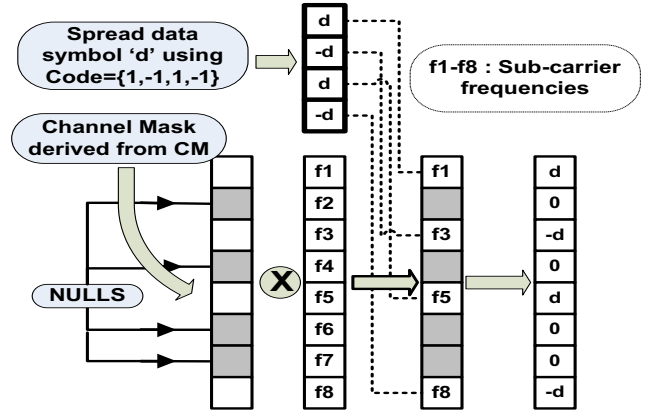 Spread data
symbol ‘d’ using
Code={1,-1,1,-1}
d
-d
d
-d
f1-f8 : Sub-carrier
frequencies
Channel Mask
derived from CM
NULLS
X
f1
f2
f3
f4
f5
f6
f7
f8
f1
f3
f5
f8
d
0
-d
0
d
0
0
-d